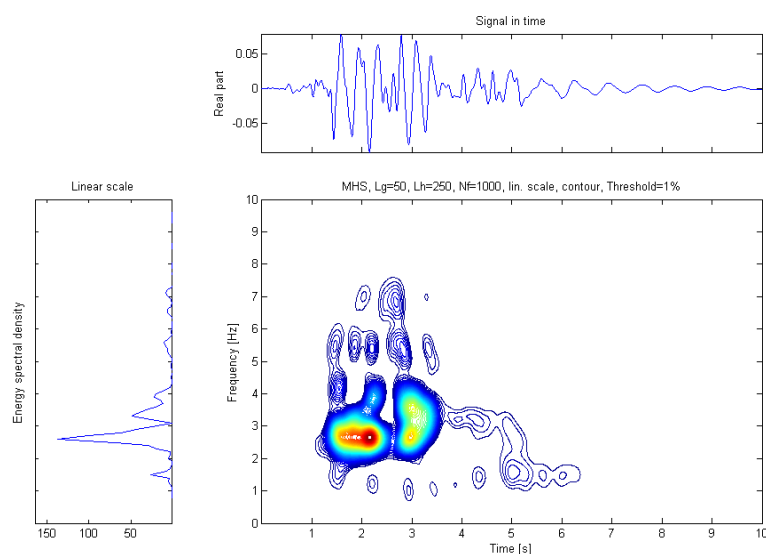 Signal in time
Real part
0.05
0
-0.05
Linear scale
Energy spectral density
150 100 50
MHS, Lg=50, Lh=250, Nf=1000, lin. scale, contour, Threshold=1%
Frequency [Hz]
10
9
8
7
6
5
4
3
2
1
0
1 2 3 4 5 6 7 8 9 10
Time [s]